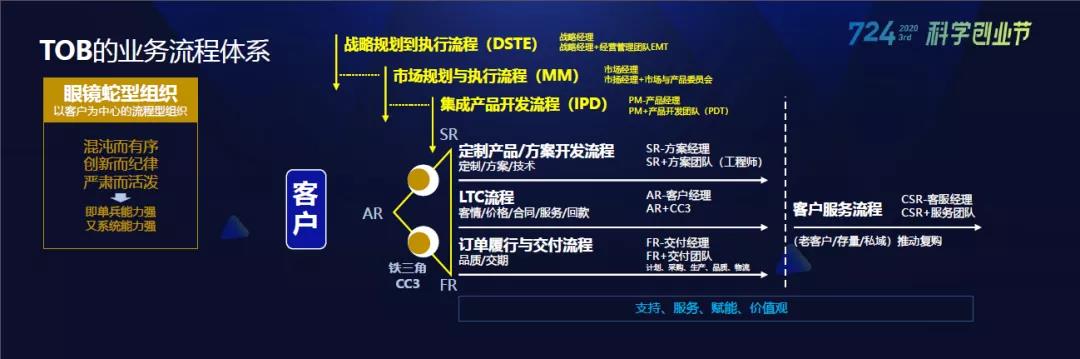 TOB的业务流程体系
724 2020 3rd 科学创业节
眼镜蛇型组织
以客户为中心的流程型组织
混沌而有序
创新而纪律
严肃而活泼
即单兵能力强
又系统能力强
战略规划到执行流程（DSTE）
战略经理
战略经理+经营管理团队EMT
市场规划与执行流程（MM）
市场经理
市场经理+市场与产品委员会
集成产品开发流程（IPD）
PM-产品经理
PM+产品开发团队（PDT）
客户
SR
AR
FR
铁三角
CC3
定制产品/方案开发流程
定制/方案/技术
SR-方案经理
SR+方案团队（工程师）
LTC流程
客情/价格/合同/服务/回款
AR-客户经理
AR+CC3
订单履行与交付流程
品质/交期
FR-交付经理
FR+交付团队
计划、采购、生产、品质、物流
客户服务流程
CSR-客服经理
CSR+服务团队
（老客户/存量/私域）推动复购
支持、服务、赋能、价值观